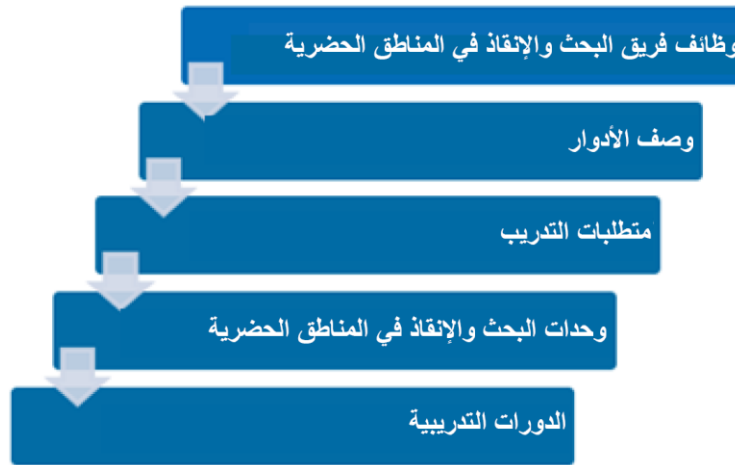 وظائف فريق البحث والإنقاذ في المناطق الحضرية
وصف الأدوار
متطلبات التدريب
وحدات البحث والإنقاذ في المناطق الحضرية
الدورات التدريبية